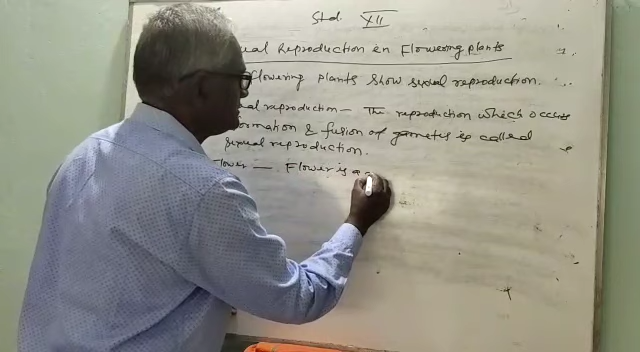 Std. XII
ual Reproduction in Flowering plants
flowering plants show sexual reproduction.
al reproduction — The reproduction which occurs
ormation & fusion of gametes is called
sexual reproduction.
Flower — Flower is a